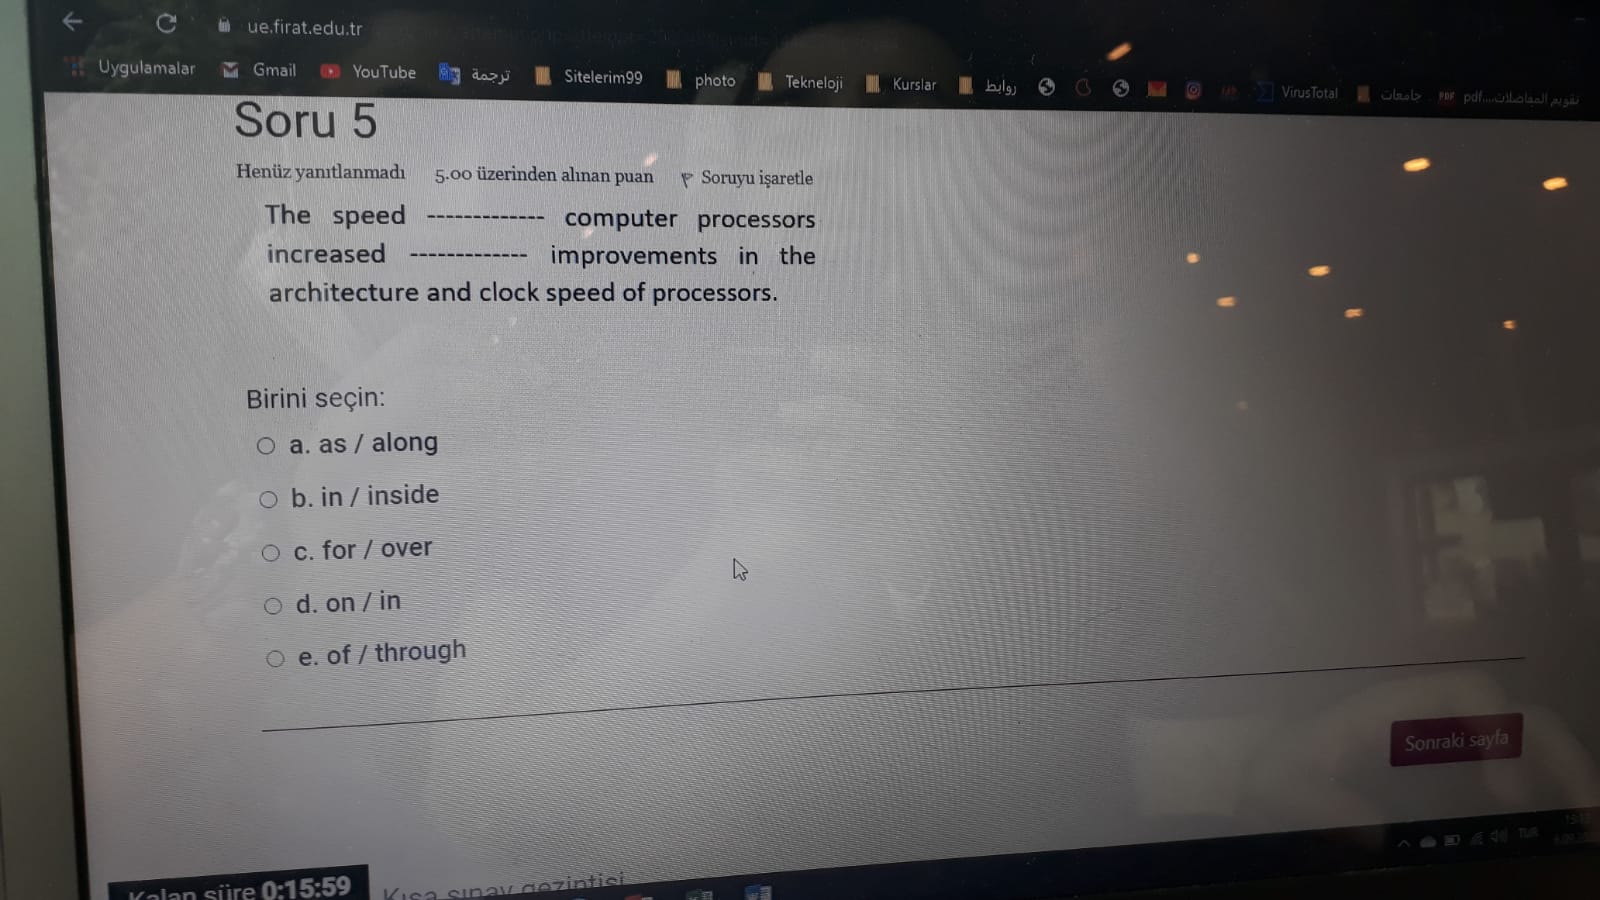 ue.firat.edu.tr
Uygulamalar Gmail YouTube ترجمة Sitelerim99 photo Tekneloji Kurslar روابط VirusTotal جامعات PDF تقويم المفاضلات....pdf
Soru 5
Henüz yanıtlanmadı 5.00 üzerinden alınan puan Soruyu işaretle
The speed ------------- computer processors
increased ------------- improvements in the
architecture and clock speed of processors.
Birini seçin:
a. as / along
b. in / inside
c. for / over
d. on / in
e. of / through
Sonraki sayfa
TUR
Kalan süre 0:15:59
Kısa sınav gezintisi